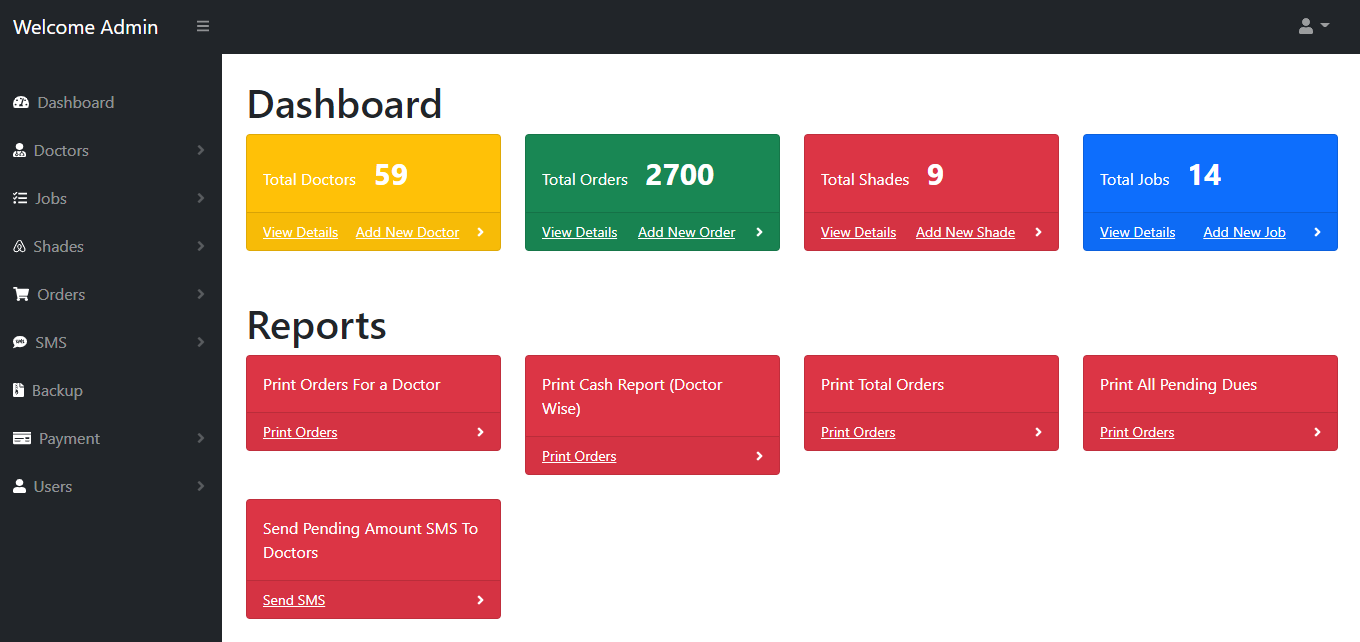 Welcome Admin
Dashboard
Doctors
Jobs
Shades
Orders
SMS
Backup
Payment
Users
Dashboard
Total Doctors 59
View Details Add New Doctor
Total Orders 2700
View Details Add New Order
Total Shades 9
View Details Add New Shade
Total Jobs 14
View Details Add New Job
Reports
Print Orders For a Doctor
Print Orders
Print Cash Report (Doctor
Wise)
Print Orders
Print Total Orders
Print Orders
Print All Pending Dues
Print Orders
Send Pending Amount SMS To
Doctors
Send SMS